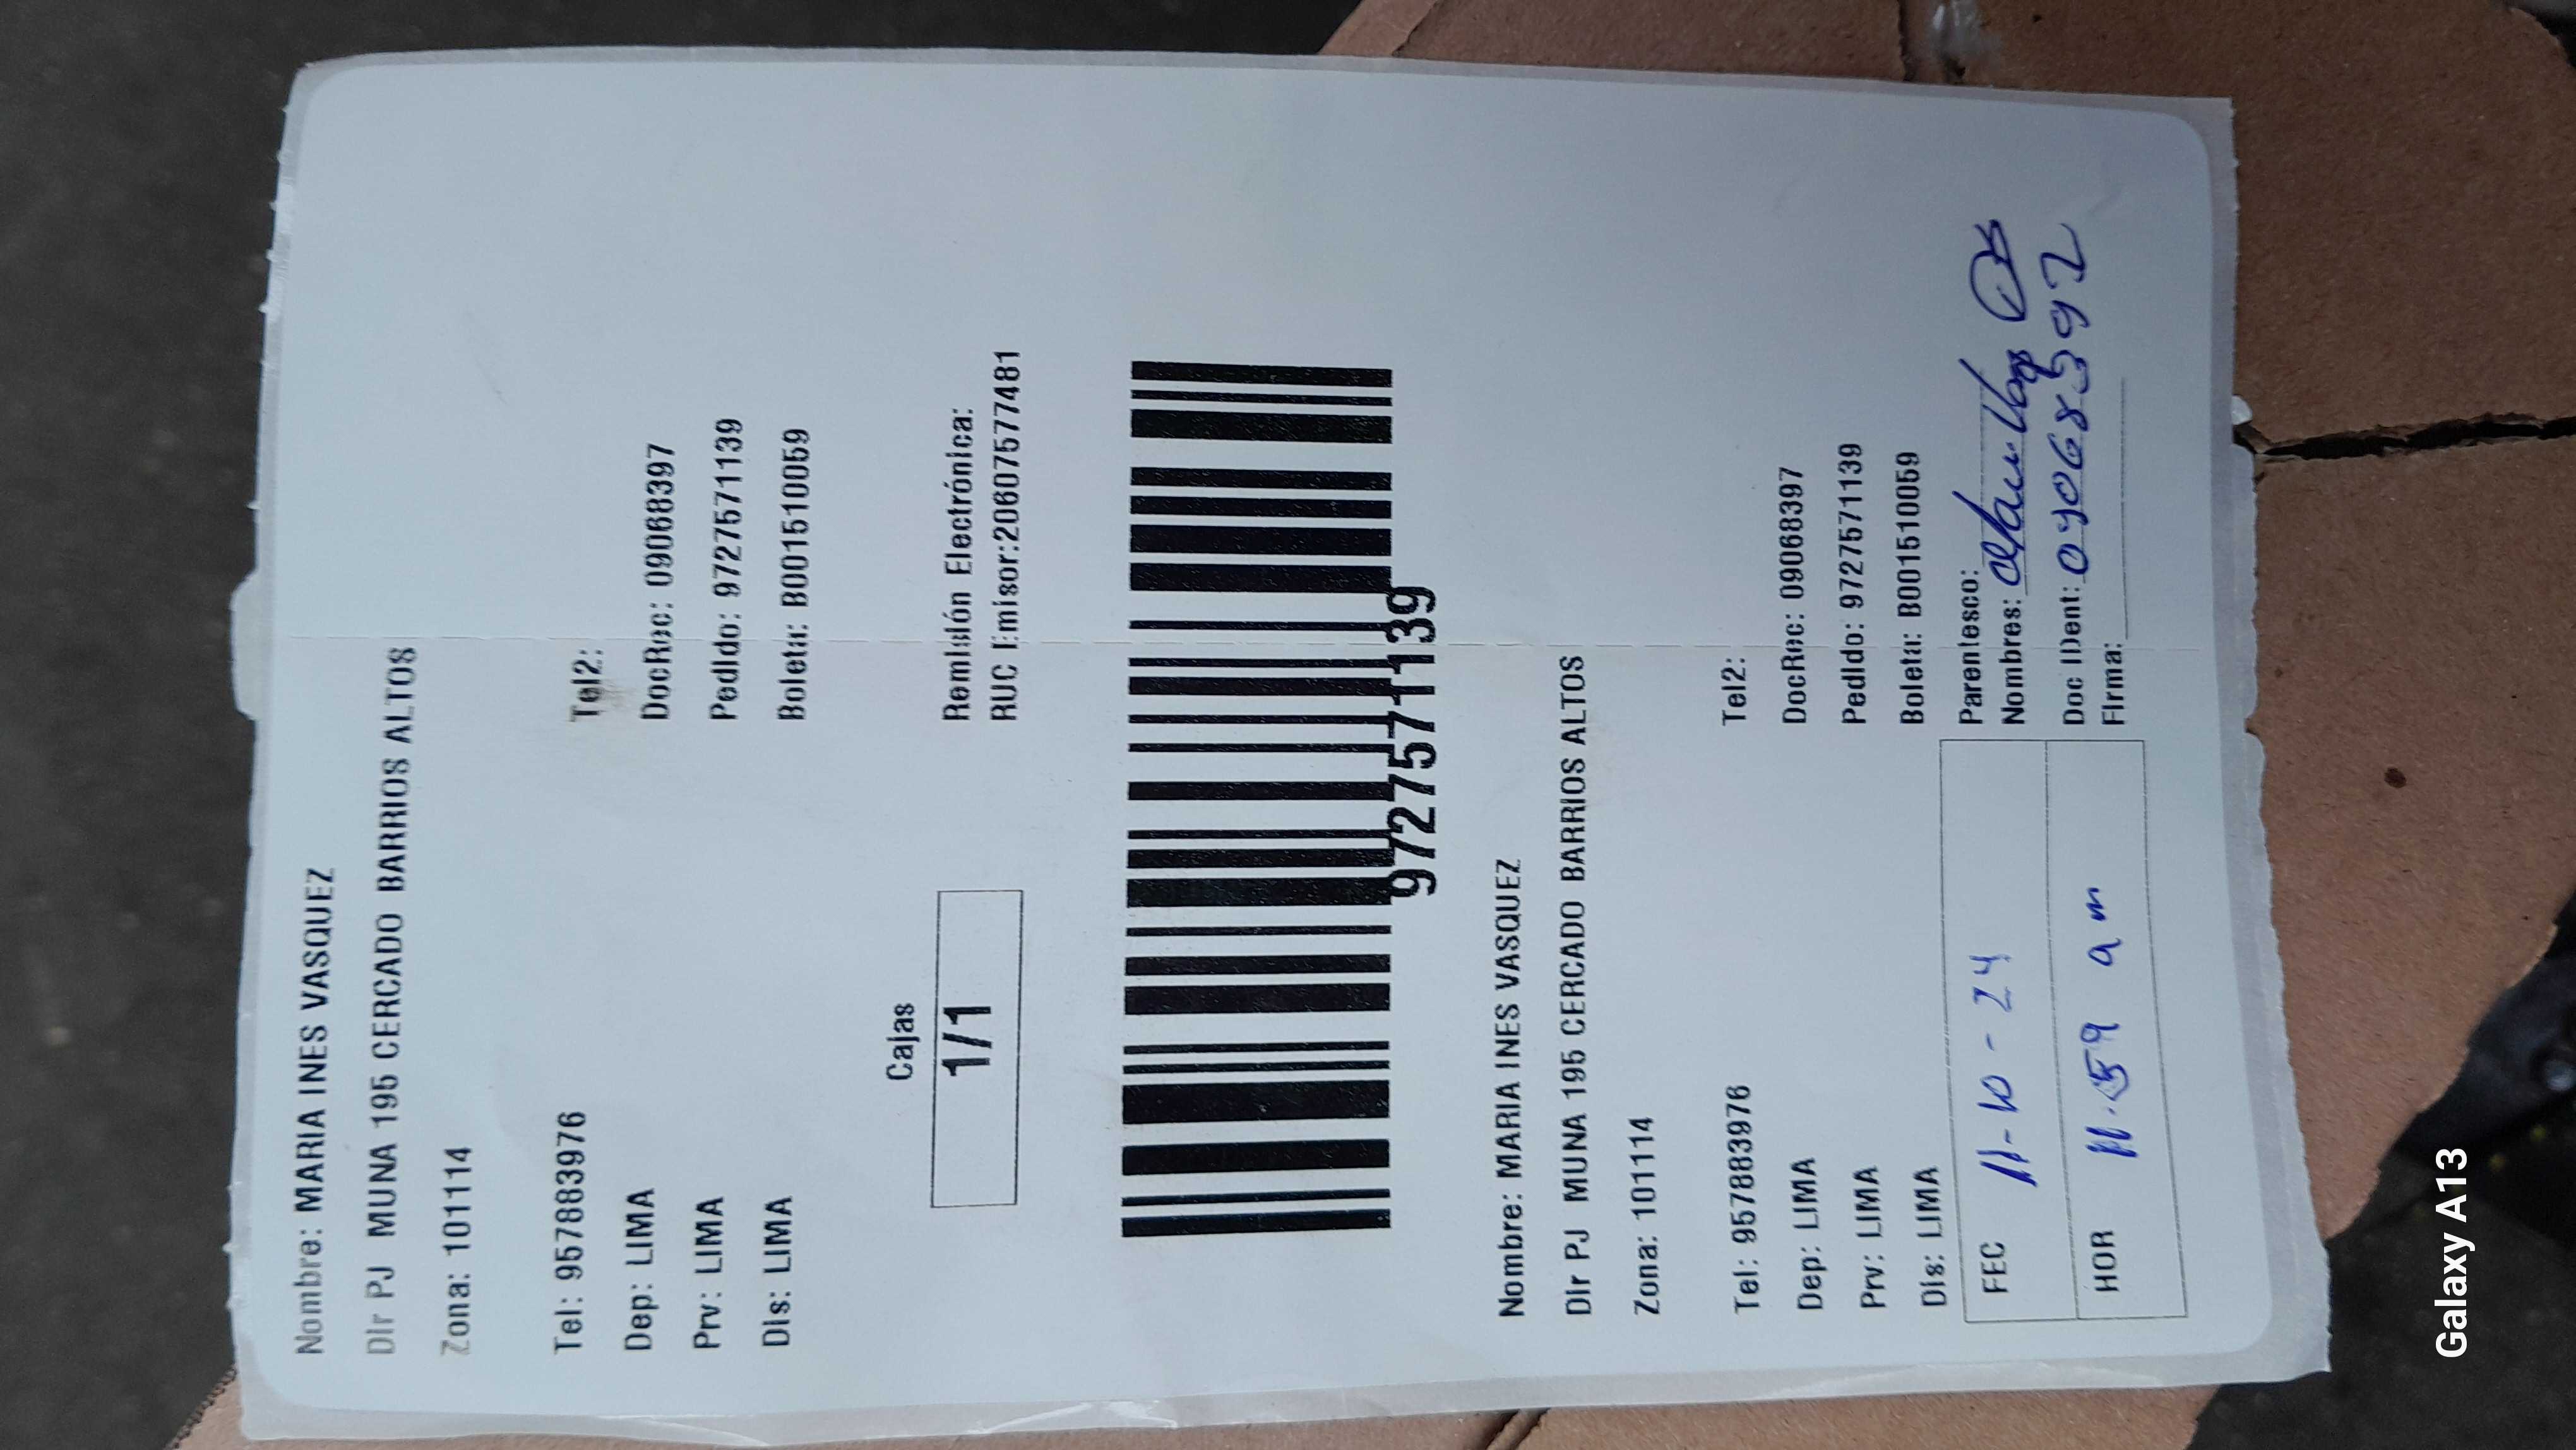 Nombre: MARIA INES VASQUEZ
Dir PJ MUNA 195 CERCADO BARRIOS ALTOS
Zona: 101114
Tel: 957883976 Tel2:
Dep: LIMA DocRec: 09068397
Prv: LIMA Pedido: 9727571139
Dis: LIMA Boleta: B001510059
Cajas
1/1
Remisión Electrónica:
RUC Emisor:20607577481
9727571139
Nombre: MARIA INES VASQUEZ
Dir PJ MUNA 195 CERCADO BARRIOS ALTOS
Zona: 101114
Tel: 957883976 Tel2:
Dep: LIMA DocRec: 09068397
Prv: LIMA Pedido: 9727571139
Dis: LIMA Boleta: B001510059
FEC 11-10-24
HOR 11.59 am
Parentesco:
Nombres:
Doc IDent:
Firma:
Galaxy A13